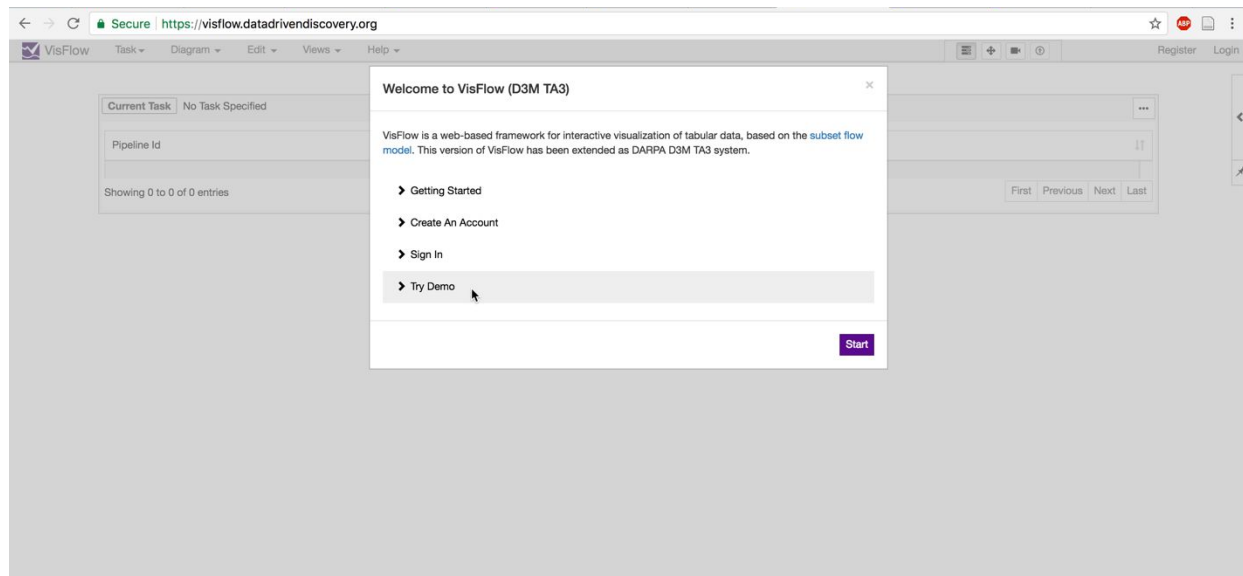 Secure https://visflow.datadrivendiscovery.org
ABP
VisFlow Task Diagram Edit Views Help Register Login
Welcome to VisFlow (D3M TA3)
VisFlow is a web-based framework for interactive visualization of tabular data, based on the subset flow
model. This version of VisFlow has been extended as DARPA D3M TA3 system.
Getting Started
Create An Account
Sign In
Try Demo
Start
Current Task No Task Specified
Pipeline Id
Showing 0 to 0 of 0 entries
First Previous Next Last